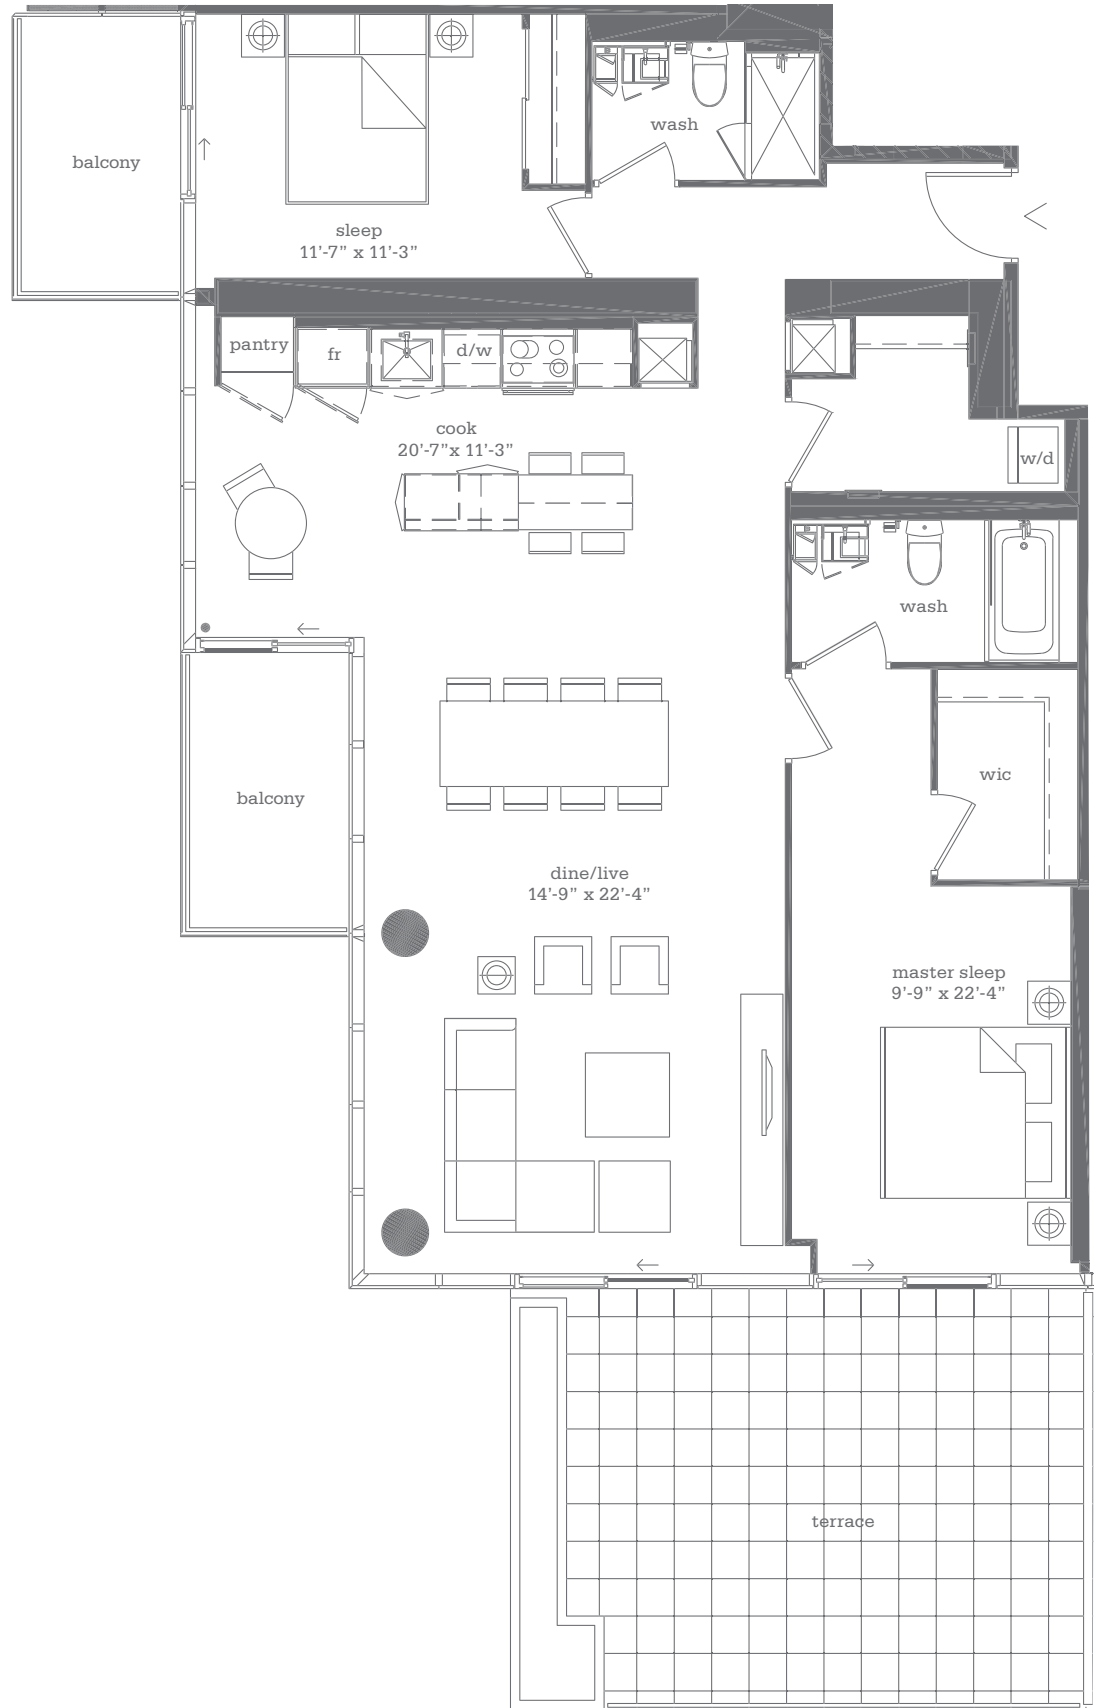 wash
balcony
sleep
11'-7" x 11'-3"
pantry
fr
d/w
cook
20'-7"x 11'-3"
w/d
wash
wic
balcony
dine/live
14'-9" x 22'-4"
master sleep
9'-9" x 22'-4"
terrace